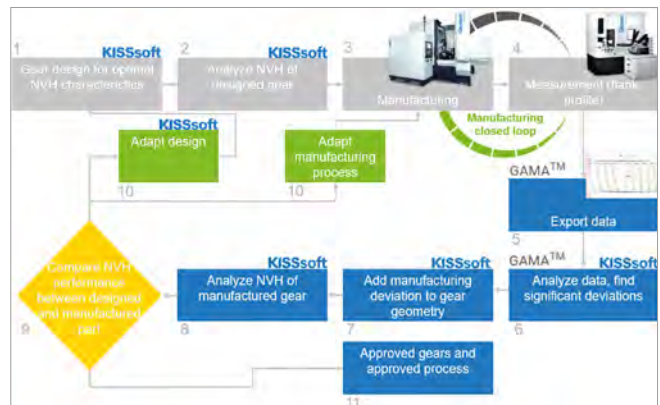 1
KISSsoft
Gear design for optimal
NVH characteristics
2
KISSsoft
Analyze NVH of
designed gear
3
Manufacturing
4
Measurement (flank
profile)
Manufacturing
closed loop
KISSsoft
Adapt design
10
Adapt
manufacturing
process
10
GAMA™
Export data
5
GAMA™
KISSsoft
Analyze data, find
significant deviations
6
KISSsoft
Add manufacturing
deviation to gear
geometry
7
KISSsoft
Analyze NVH of
manufactured gear
8
Compare NVH
performance
between designed
and manufactured
9
Approved gears and
approved process
11